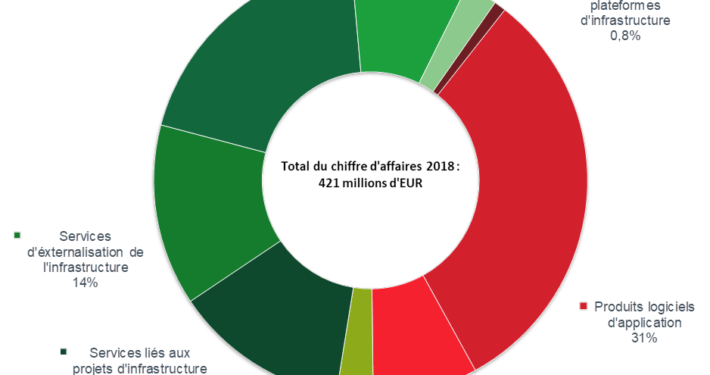 plateformes
d'infrastructure
0,8%
Total du chiffre d'affaires 2018 :
421 millions d'EUR
Services
d'éxternalisation de
l'infrastructure
14%
Produits logiciels
d'application
31%
Services liés aux
projets d'infrastructure